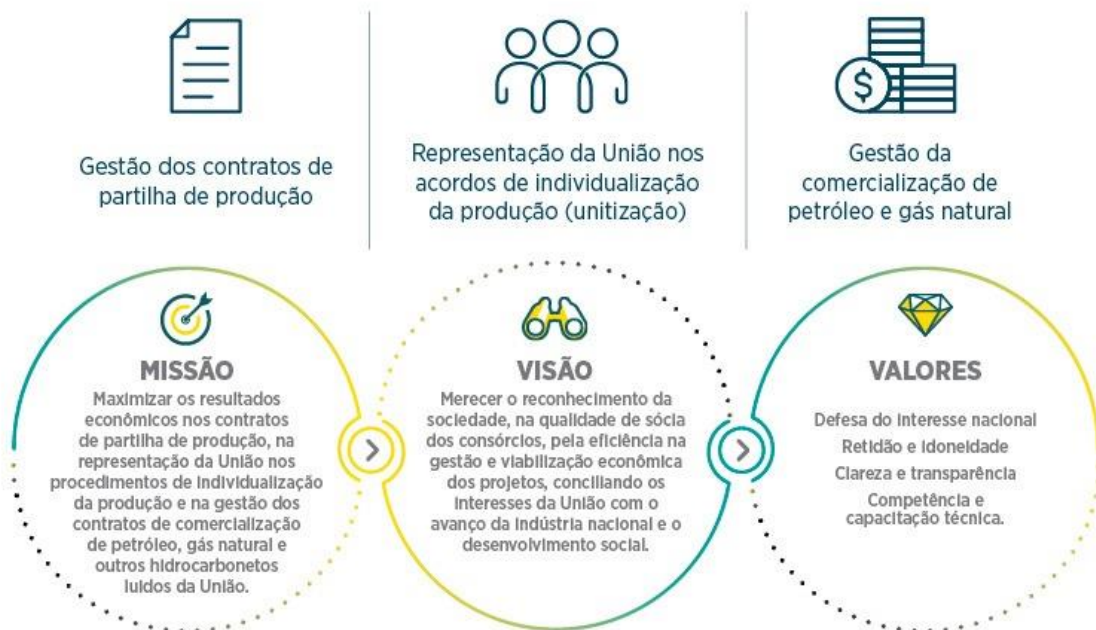 Gestão dos contratos de
partilha de produção
Representação da União nos
acordos de individualização
da produção (unitização)
$
Gestão da
comercialização de
petróleo e gás natural
MISSÃO
Maximizar os resultados
econômicos nos contratos
de partilha de produção, na
representação da União nos
procedimentos de individualização
da produção e na gestão dos
contratos de comercialização
de petróleo, gás natural e
outros hidrocarbonetos
luidos da União.
VISÃO
Merecer o reconhecimento da
sociedade, na qualidade de sócia
dos consórcios, pela eficiência na
gestão e viabilização econômica
dos projetos, conciliando os
interesses da União com o
avanço da indústria nacional e o
desenvolvimento social.
VALORES
Defesa do interesse nacional
Retidão e idoneidade
Clareza e transparência
Competência e
capacitação técnica.